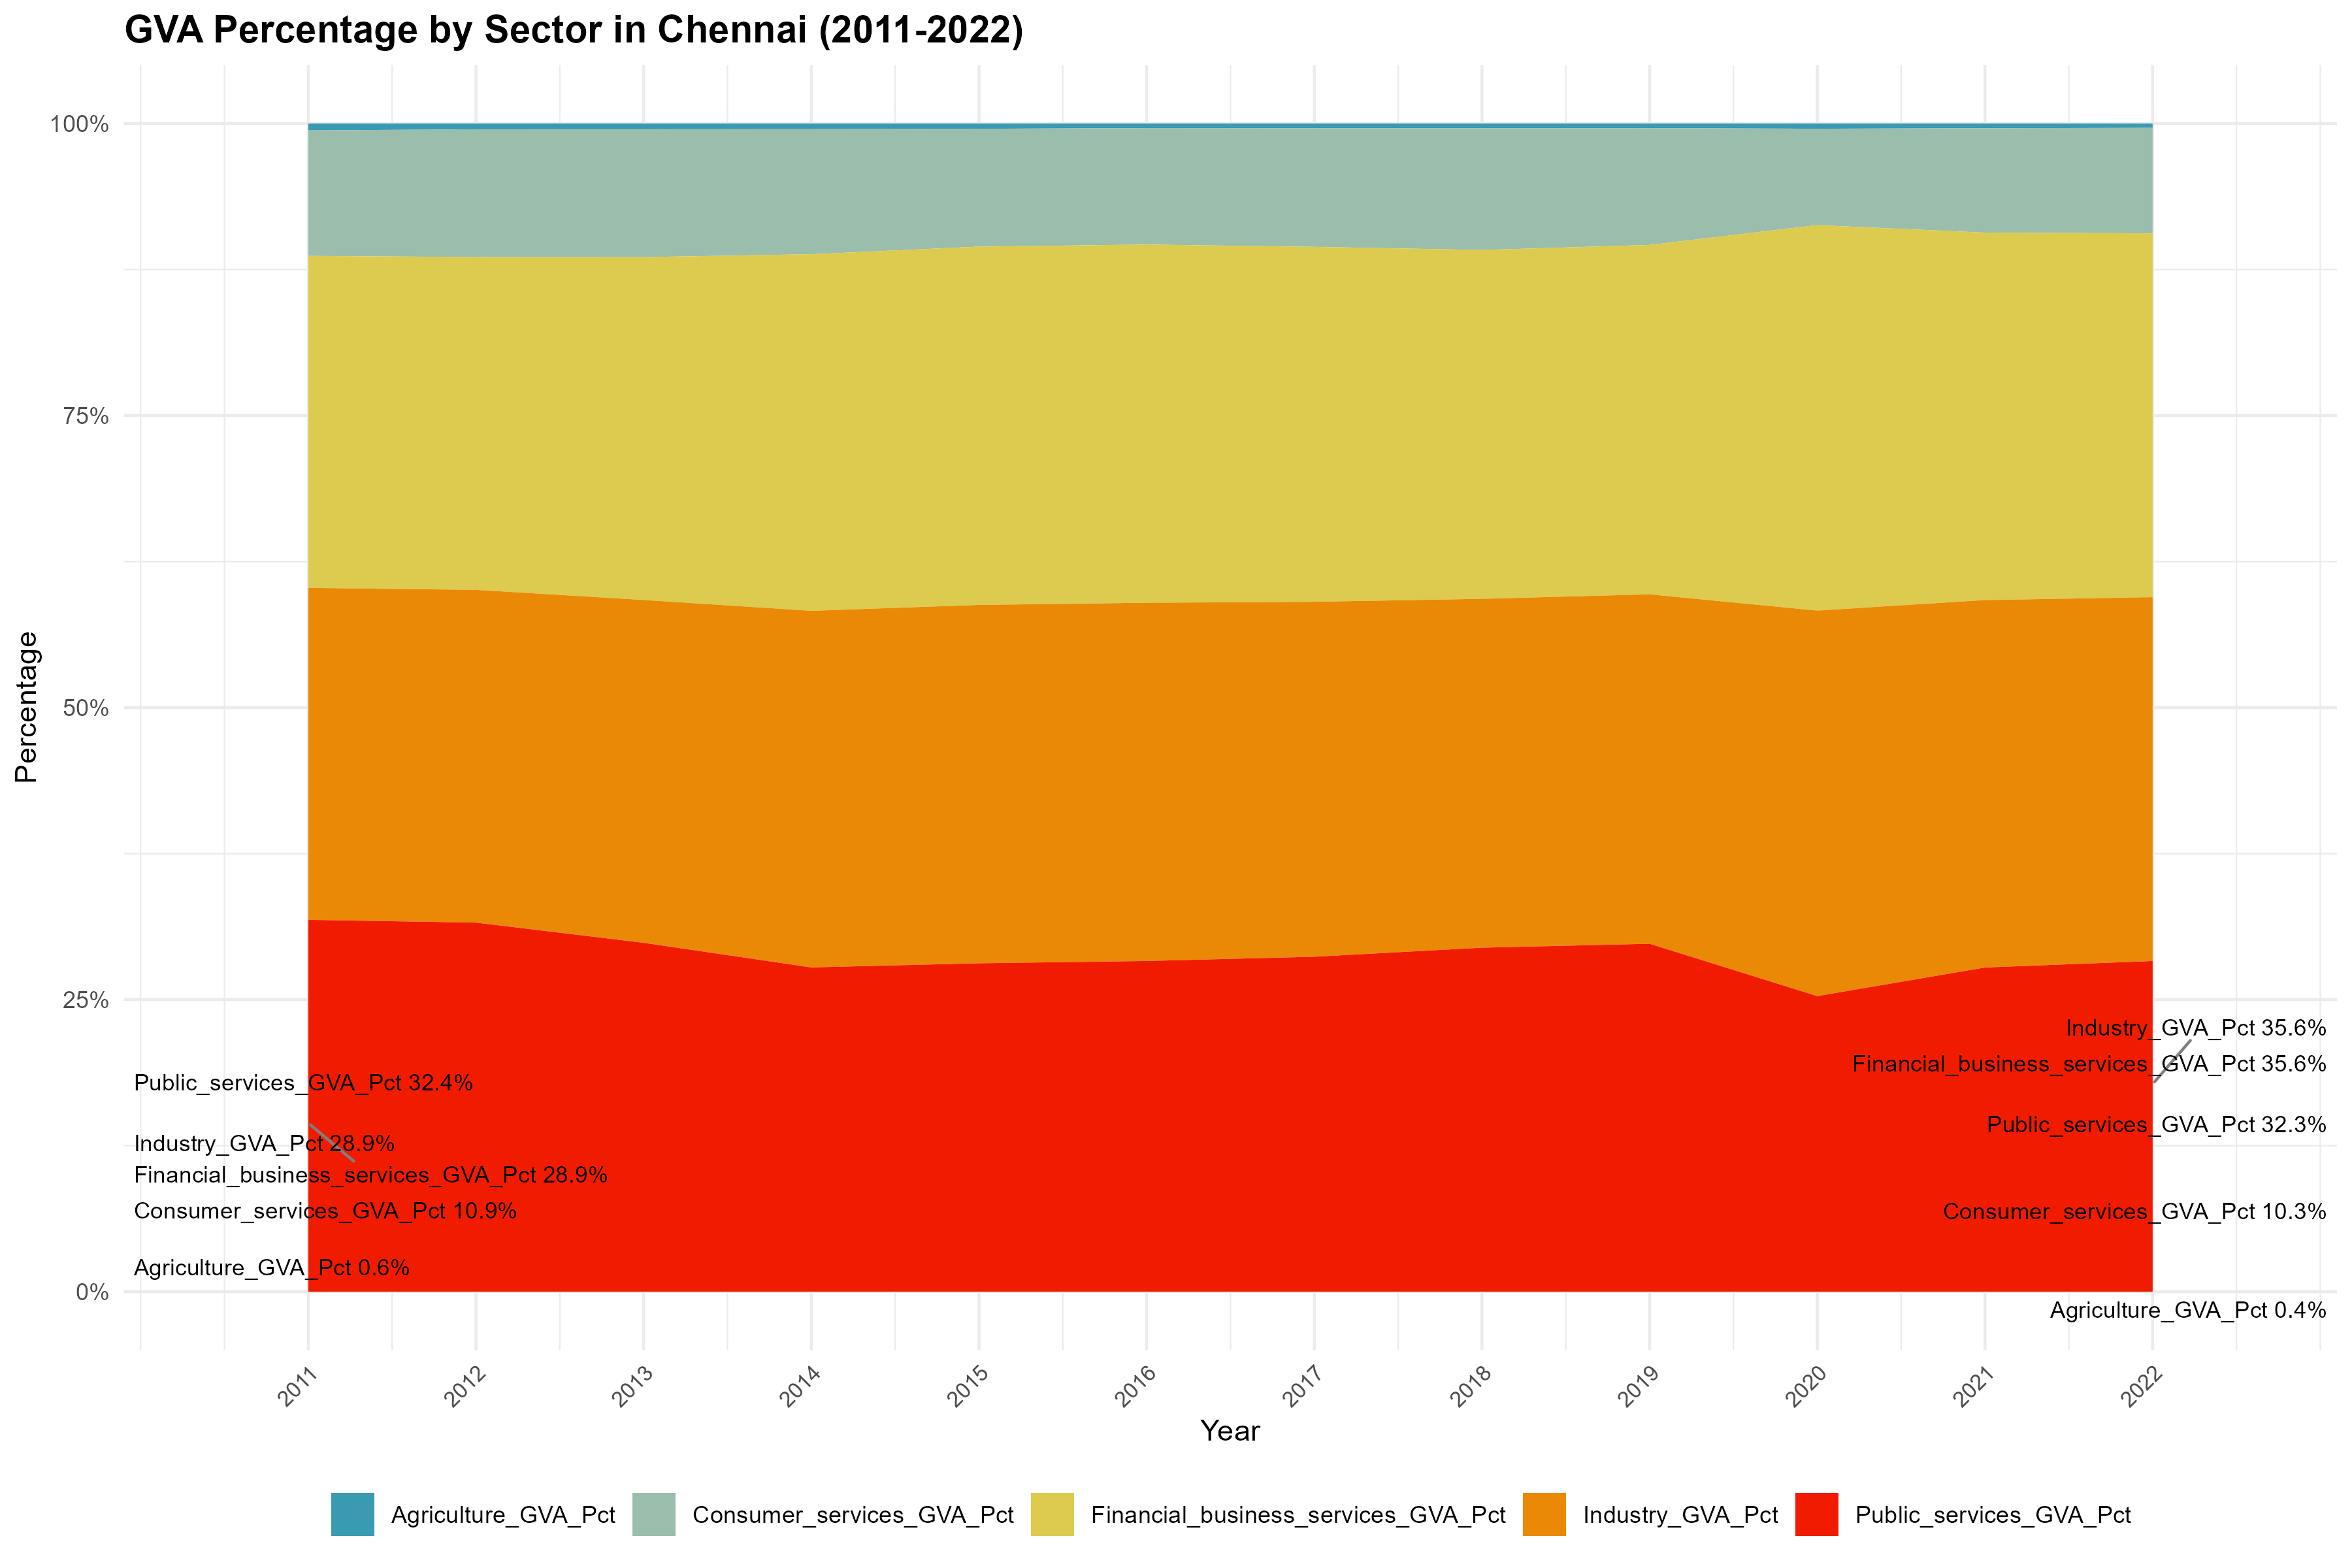 GVA Percentage by Sector in Chennai (2011-2022)
100%
75%
50%
25%
0%
Percentage
Public_services_GVA_Pct 32.4%
Industry_GVA_Pct 28.9%
Financial_business_services_GVA_Pct 28.9%
Consumer_services_GVA_Pct 10.9%
Agriculture_GVA_Pct 0.6%
Industry_GVA_Pct 35.6%
Financial_business_services_GVA_Pct 35.6%
Public_services_GVA_Pct 32.3%
Consumer_services_GVA_Pct 10.3%
Agriculture_GVA_Pct 0.4%
2011 2012 2013 2014 2015 2016 2017 2018 2019 2020 2021 2022
Year
Agriculture_GVA_Pct Consumer_services_GVA_Pct Financial_business_services_GVA_Pct Industry_GVA_Pct Public_services_GVA_Pct